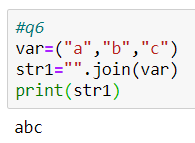 #q6
var=("a","b","c")
str1="".join(var)
print(str1)
abc